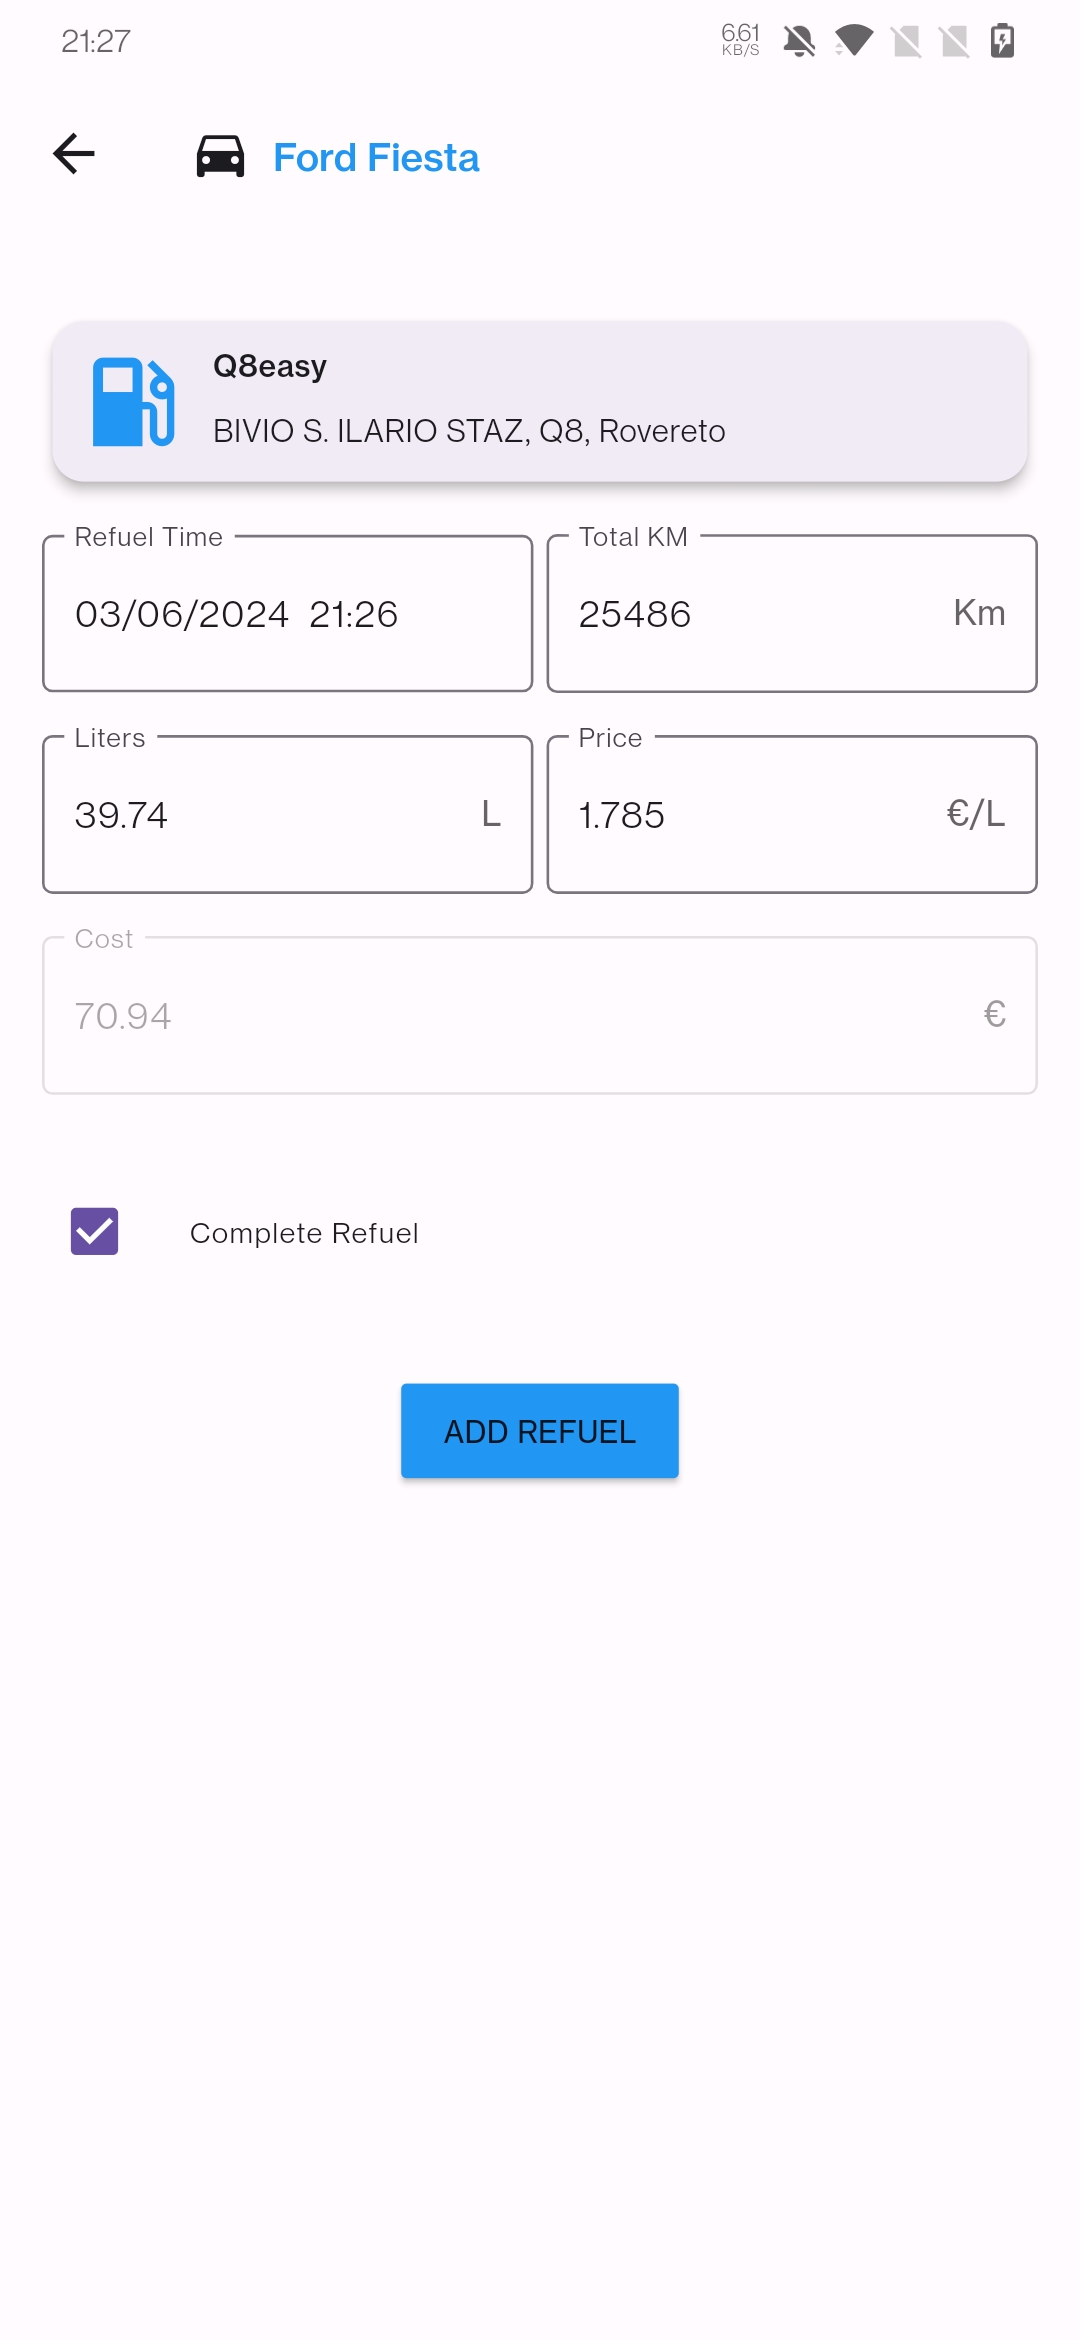 21:27
6.61
KB/S
Ford Fiesta
Q8easy
BIVIO S. ILARIO STAZ, Q8, Rovereto
Refuel Time
Total KM
03/06/2024 21:26
25486 Km
Liters
Price
39.74 L
1.785 €/L
Cost
70.94 €
Complete Refuel
ADD REFUEL